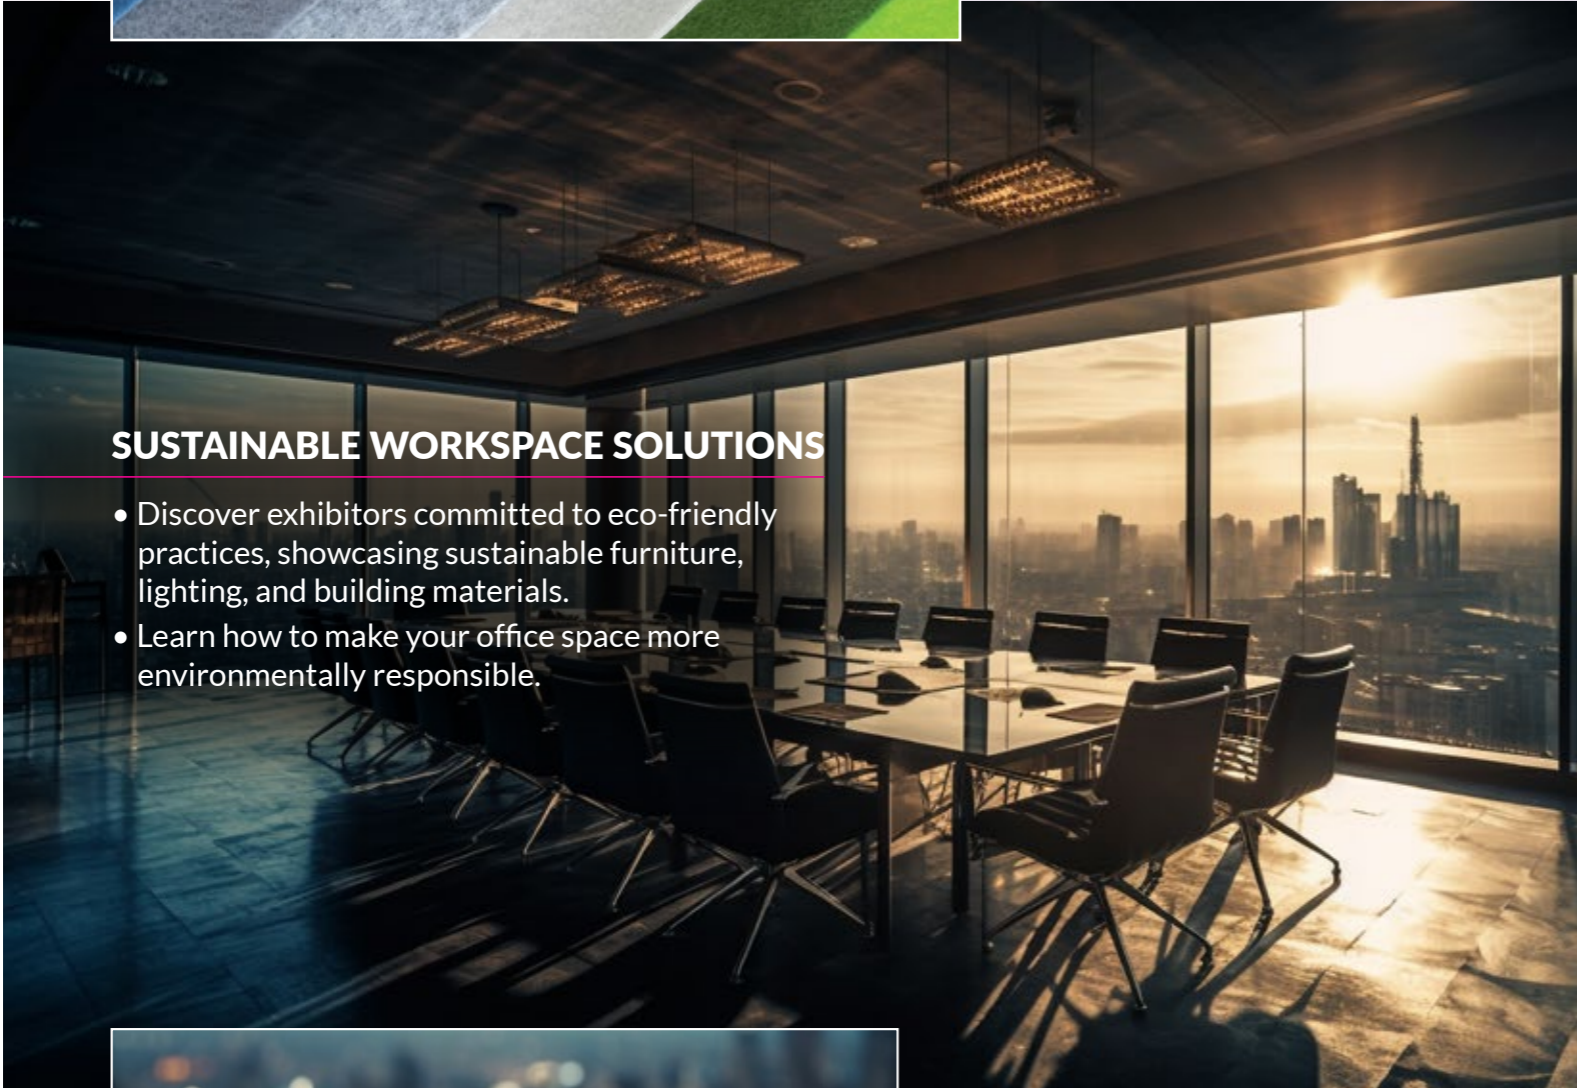 SUSTAINABLE WORKSPACE SOLUTIONS
• Discover exhibitors committed to eco-friendly
practices, showcasing sustainable furniture,
lighting, and building materials.
• Learn how to make your office space more
environmentally responsible.